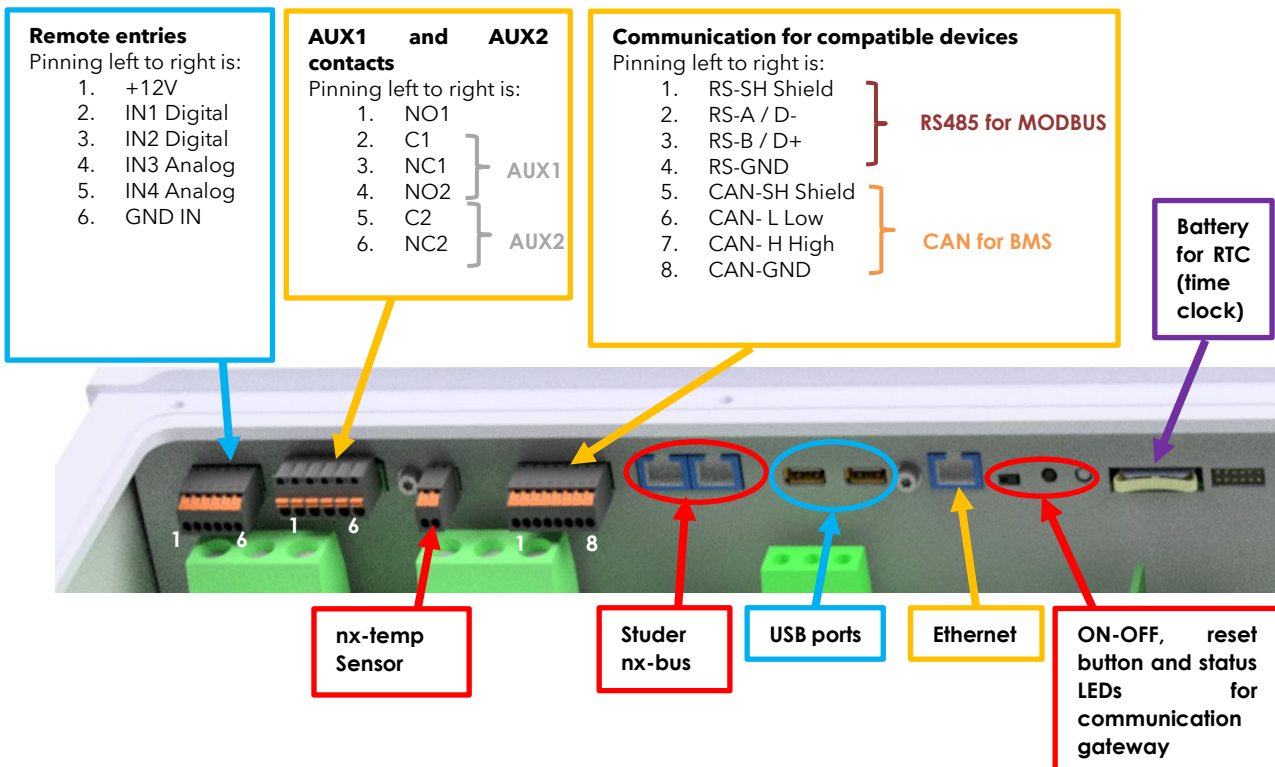 Remote entries
Pinning left to right is:
1. +12V
2. IN1 Digital
3. IN2 Digital
4. IN3 Analog
5. IN4 Analog
6. GND IN
AUX1 and AUX2
contacts
Pinning left to right is:
1. NO1
2. C1
3. NC1
4. NO2
5. C2
6. NC2
AUX1
AUX2
Communication for compatible devices
Pinning left to right is:
1. RS-SH Shield
2. RS-A / D-
3. RS-B / D+
4. RS-GND
5. CAN-SH Shield
6. CAN- L Low
7. CAN- H High
8. CAN-GND
RS485 for MODBUS
CAN for BMS
Battery
for RTC
(time
clock)
1 6
1 6
1 8
nx-temp
Sensor
Studer
nx-bus
USB ports
Ethernet
ON-OFF, reset
button and status
LEDs for
communication
gateway